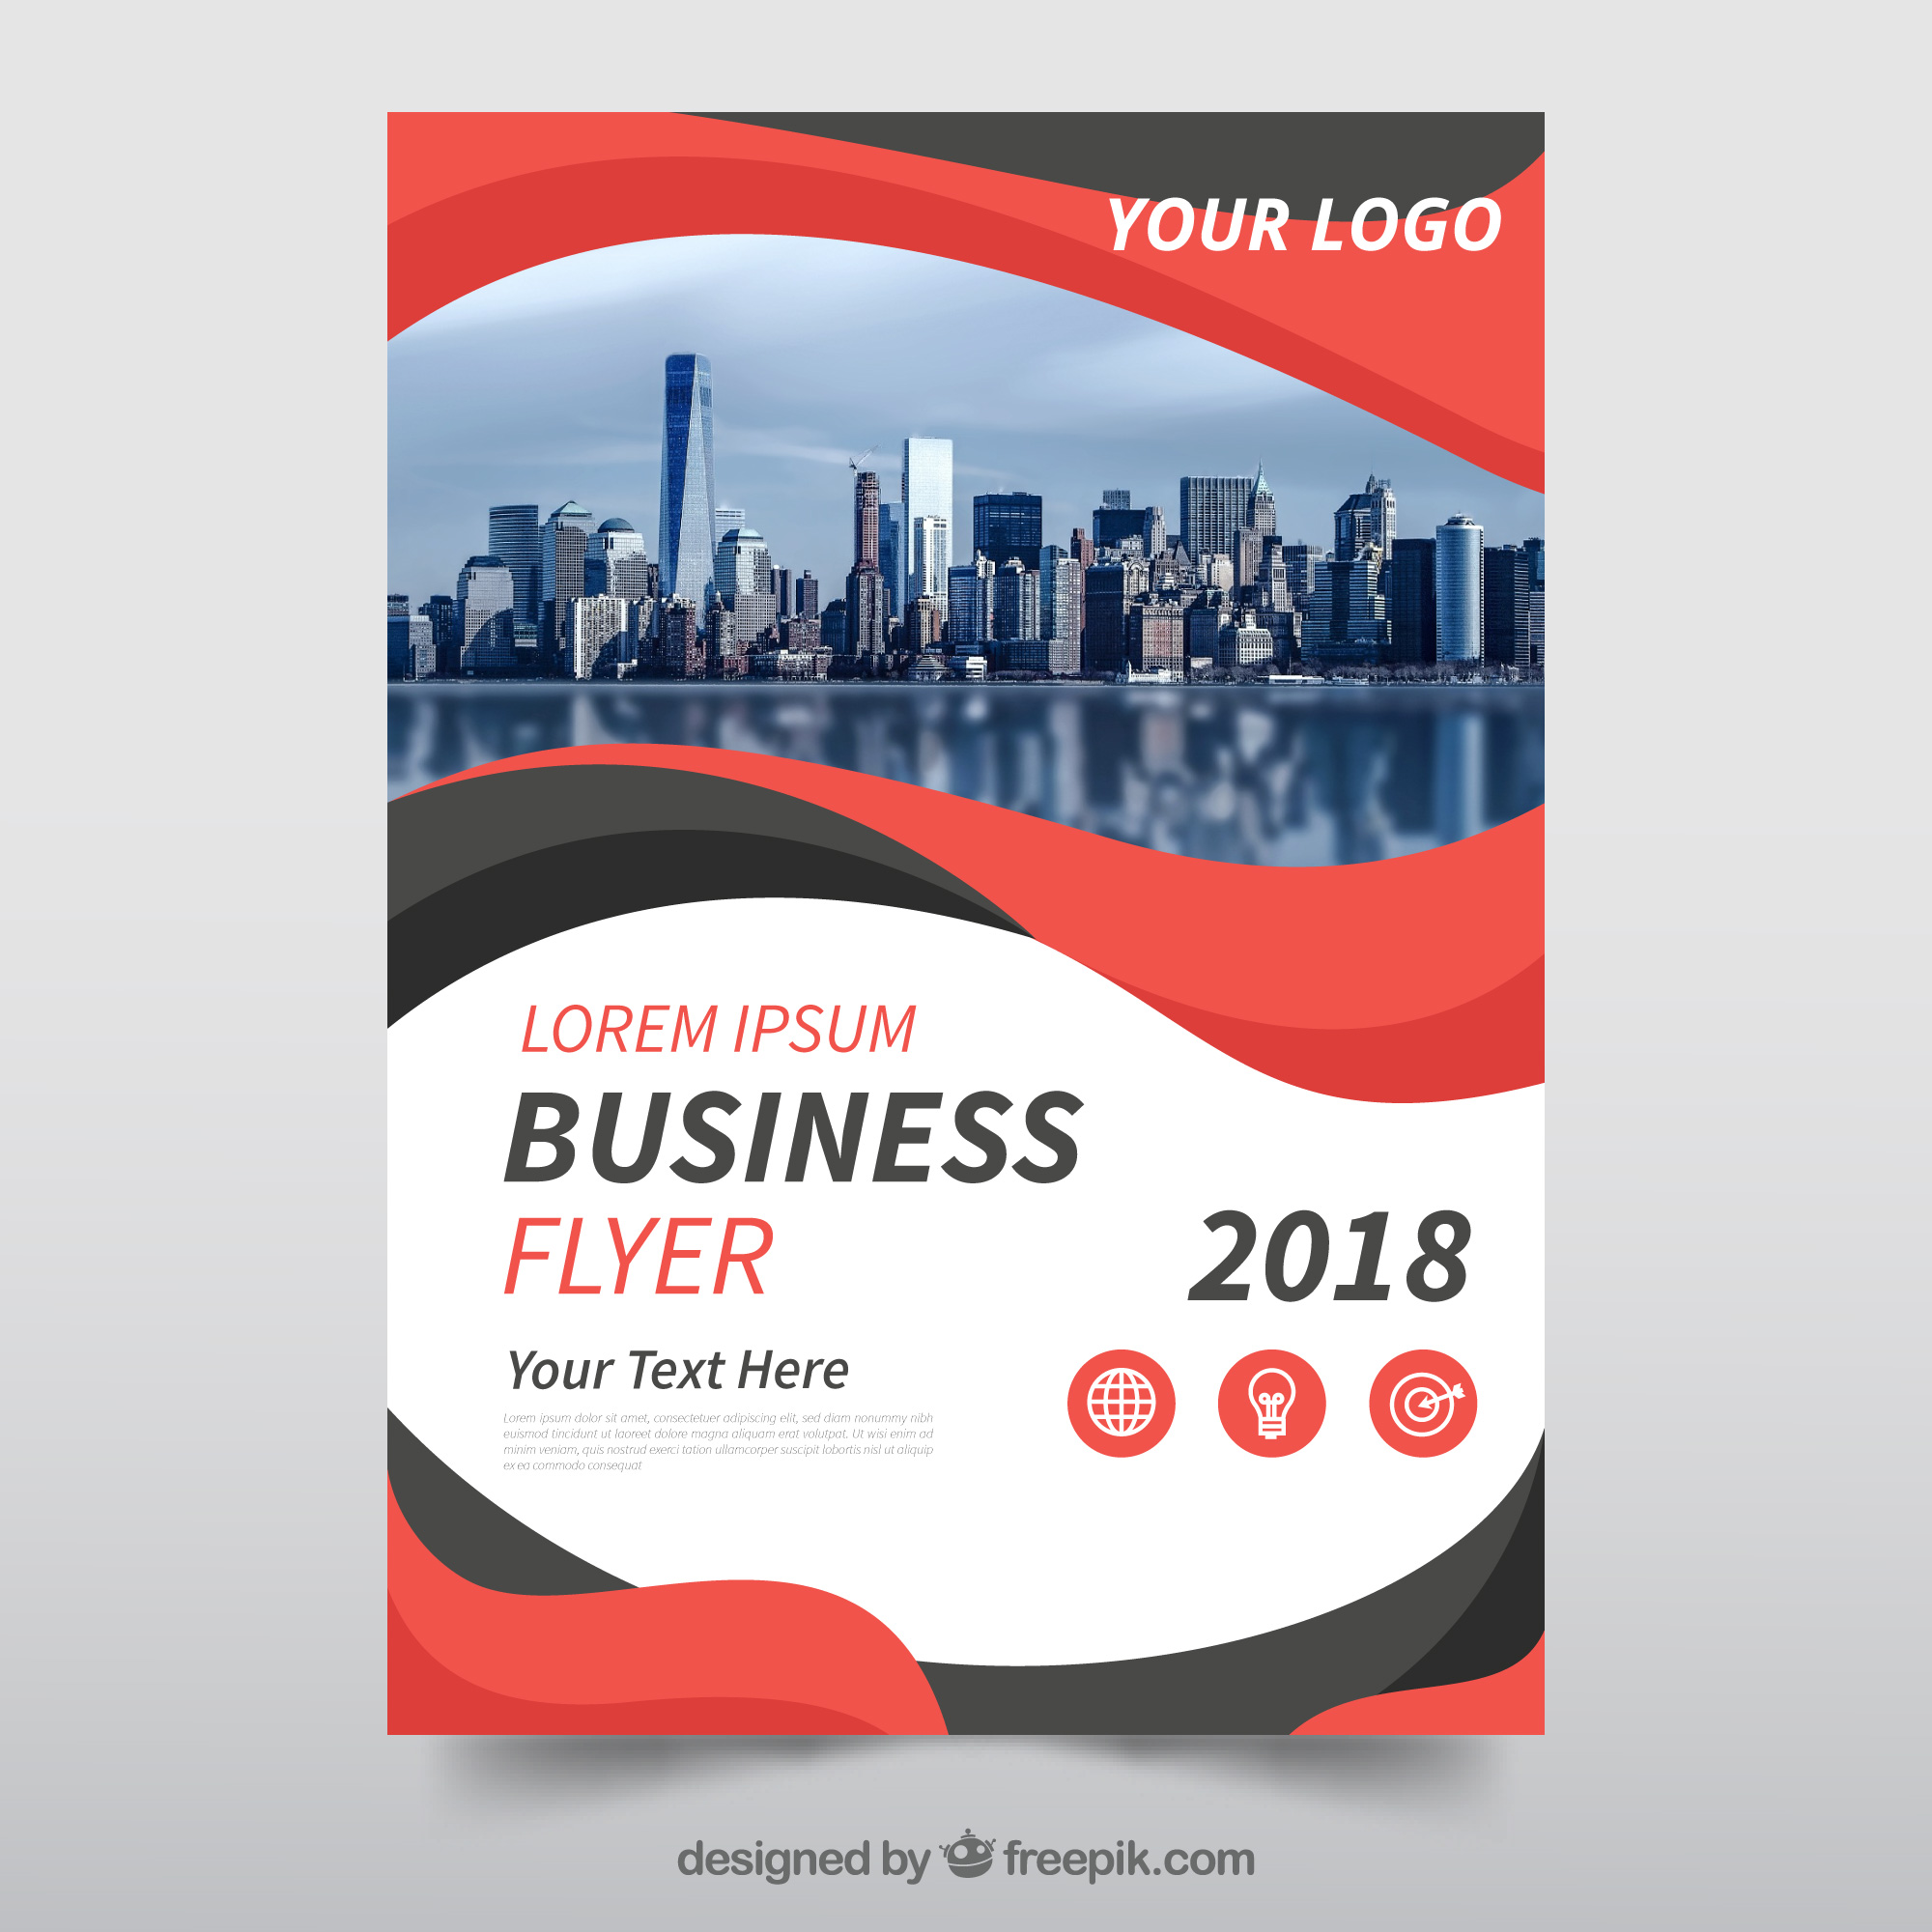 YOUR LOGO
LOREM IPSUM
BUSINESS
FLYER
2018
Your Text Here
Lorem ipsum dolor sit amet, consectetuer adipiscing elit, sed diam nonummy nibh
euismod tincidunt ut laoreet dolore magna aliquam erat volutpat. Ut wisi enim ad
minim veniam, quis nostrud exerci tation ullamcorper suscipit lobortis nisl ut aliquip
ex ea commodo consequat
designed by freepik.com